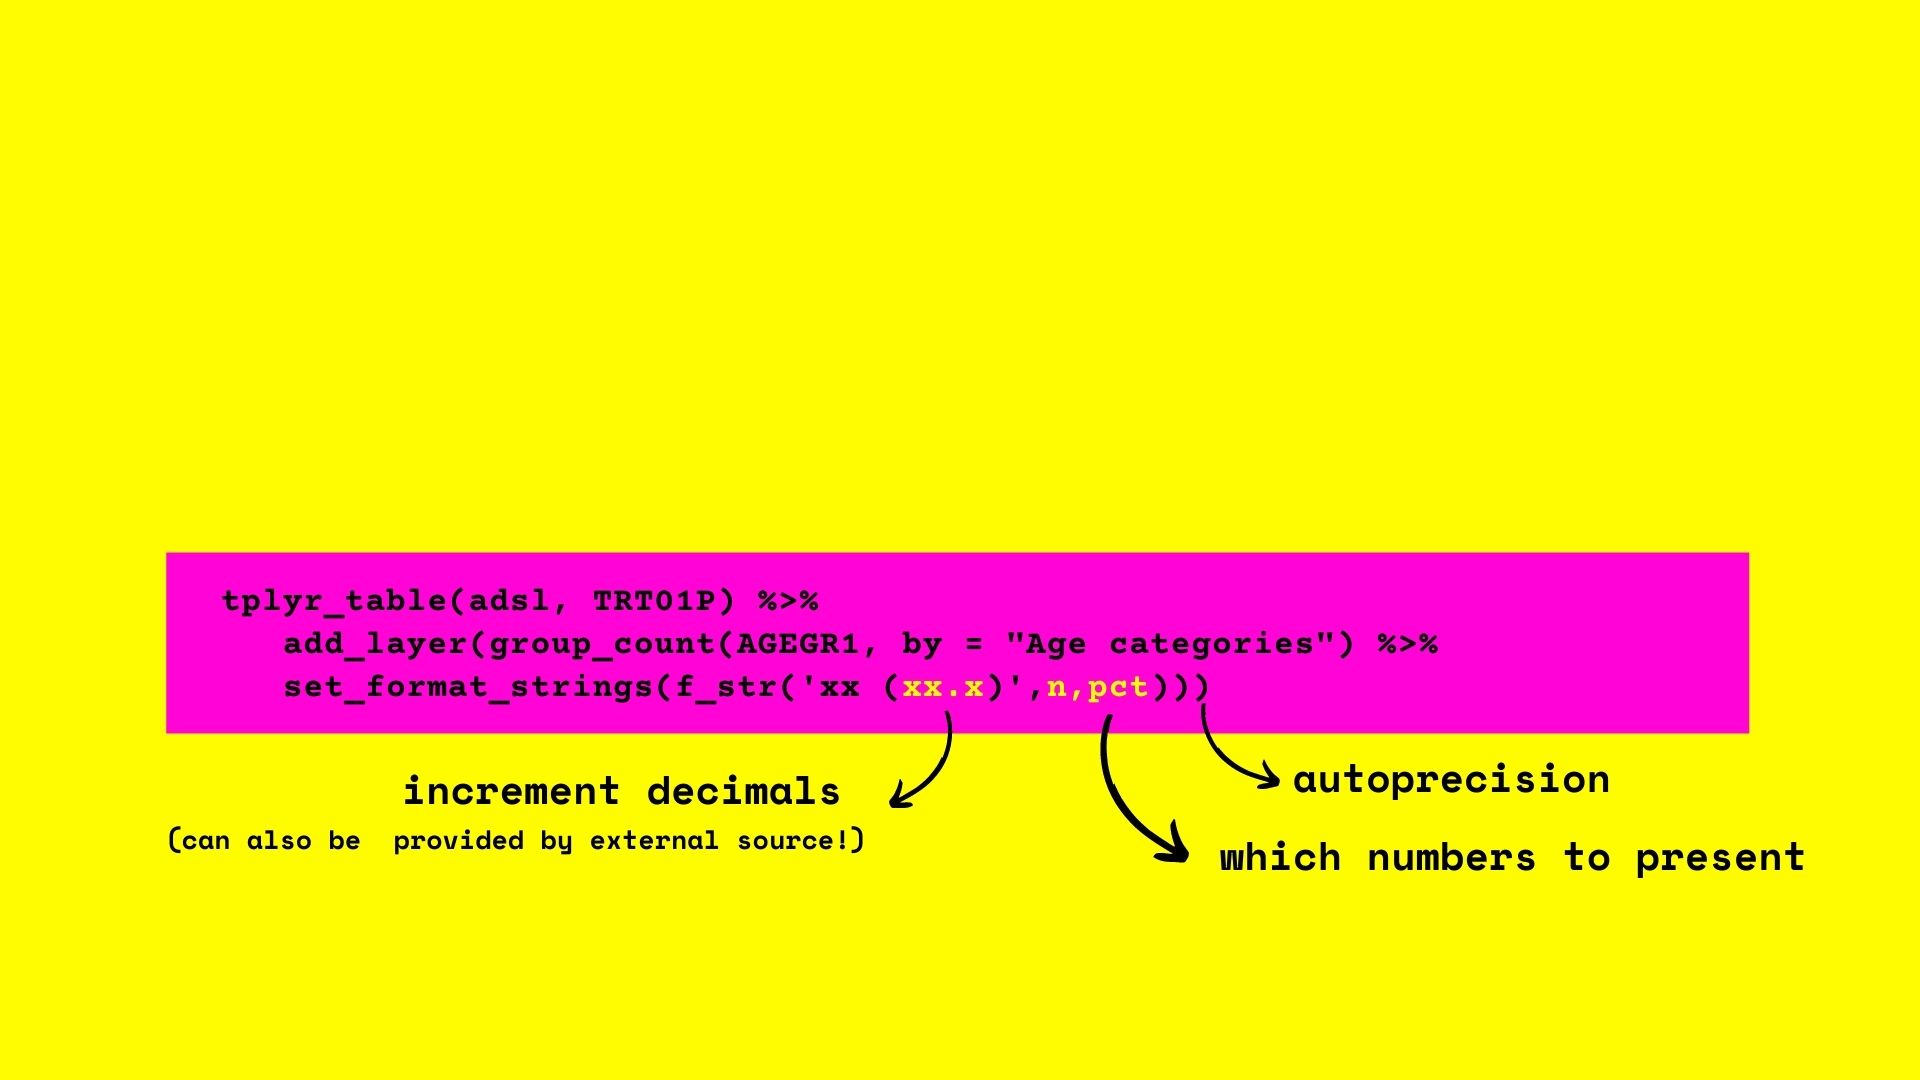 tplyr_table(adsl, TRT01P) %>%
add_layer(group_count(AGEGR1, by = "Age categories") %>%
set_format_strings(f_str('xx (xx.x)',n,pct)))
increment decimals
(can also be provided by external source!)
autoprecision
which numbers to present